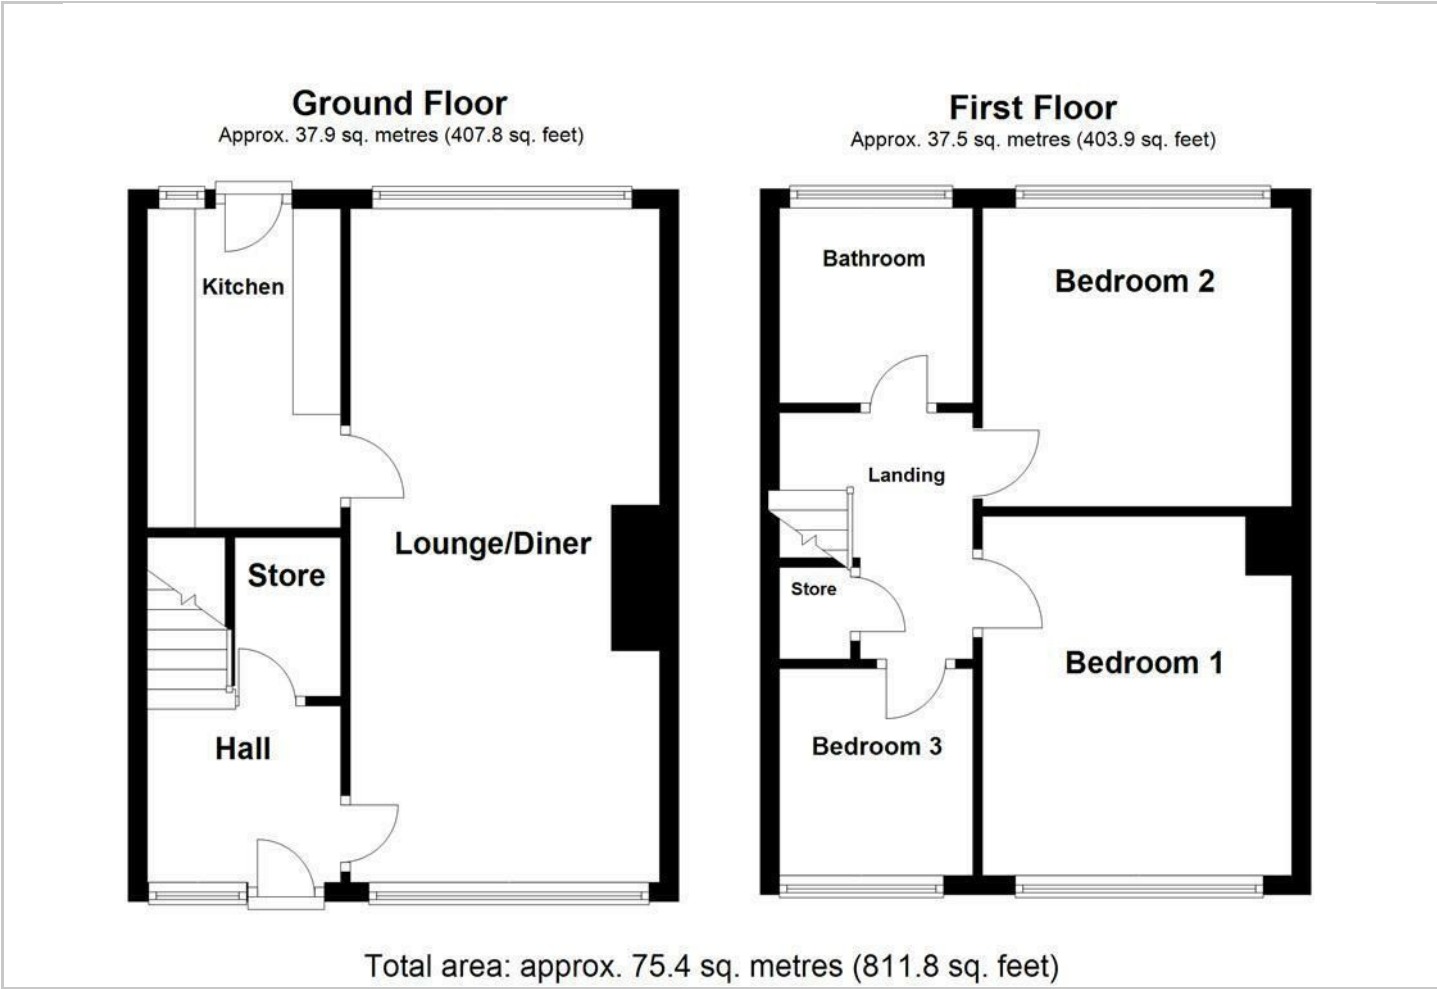 Ground Floor
Approx. 37.9 sq. metres (407.8 sq. feet)
Kitchen
Lounge/Diner
Store
Hall
First Floor
Approx. 37.5 sq. metres (403.9 sq. feet)
Bathroom
Bedroom 2
Landing
Store
Bedroom 1
Bedroom 3
Total area: approx. 75.4 sq. metres (811.8 sq. feet)